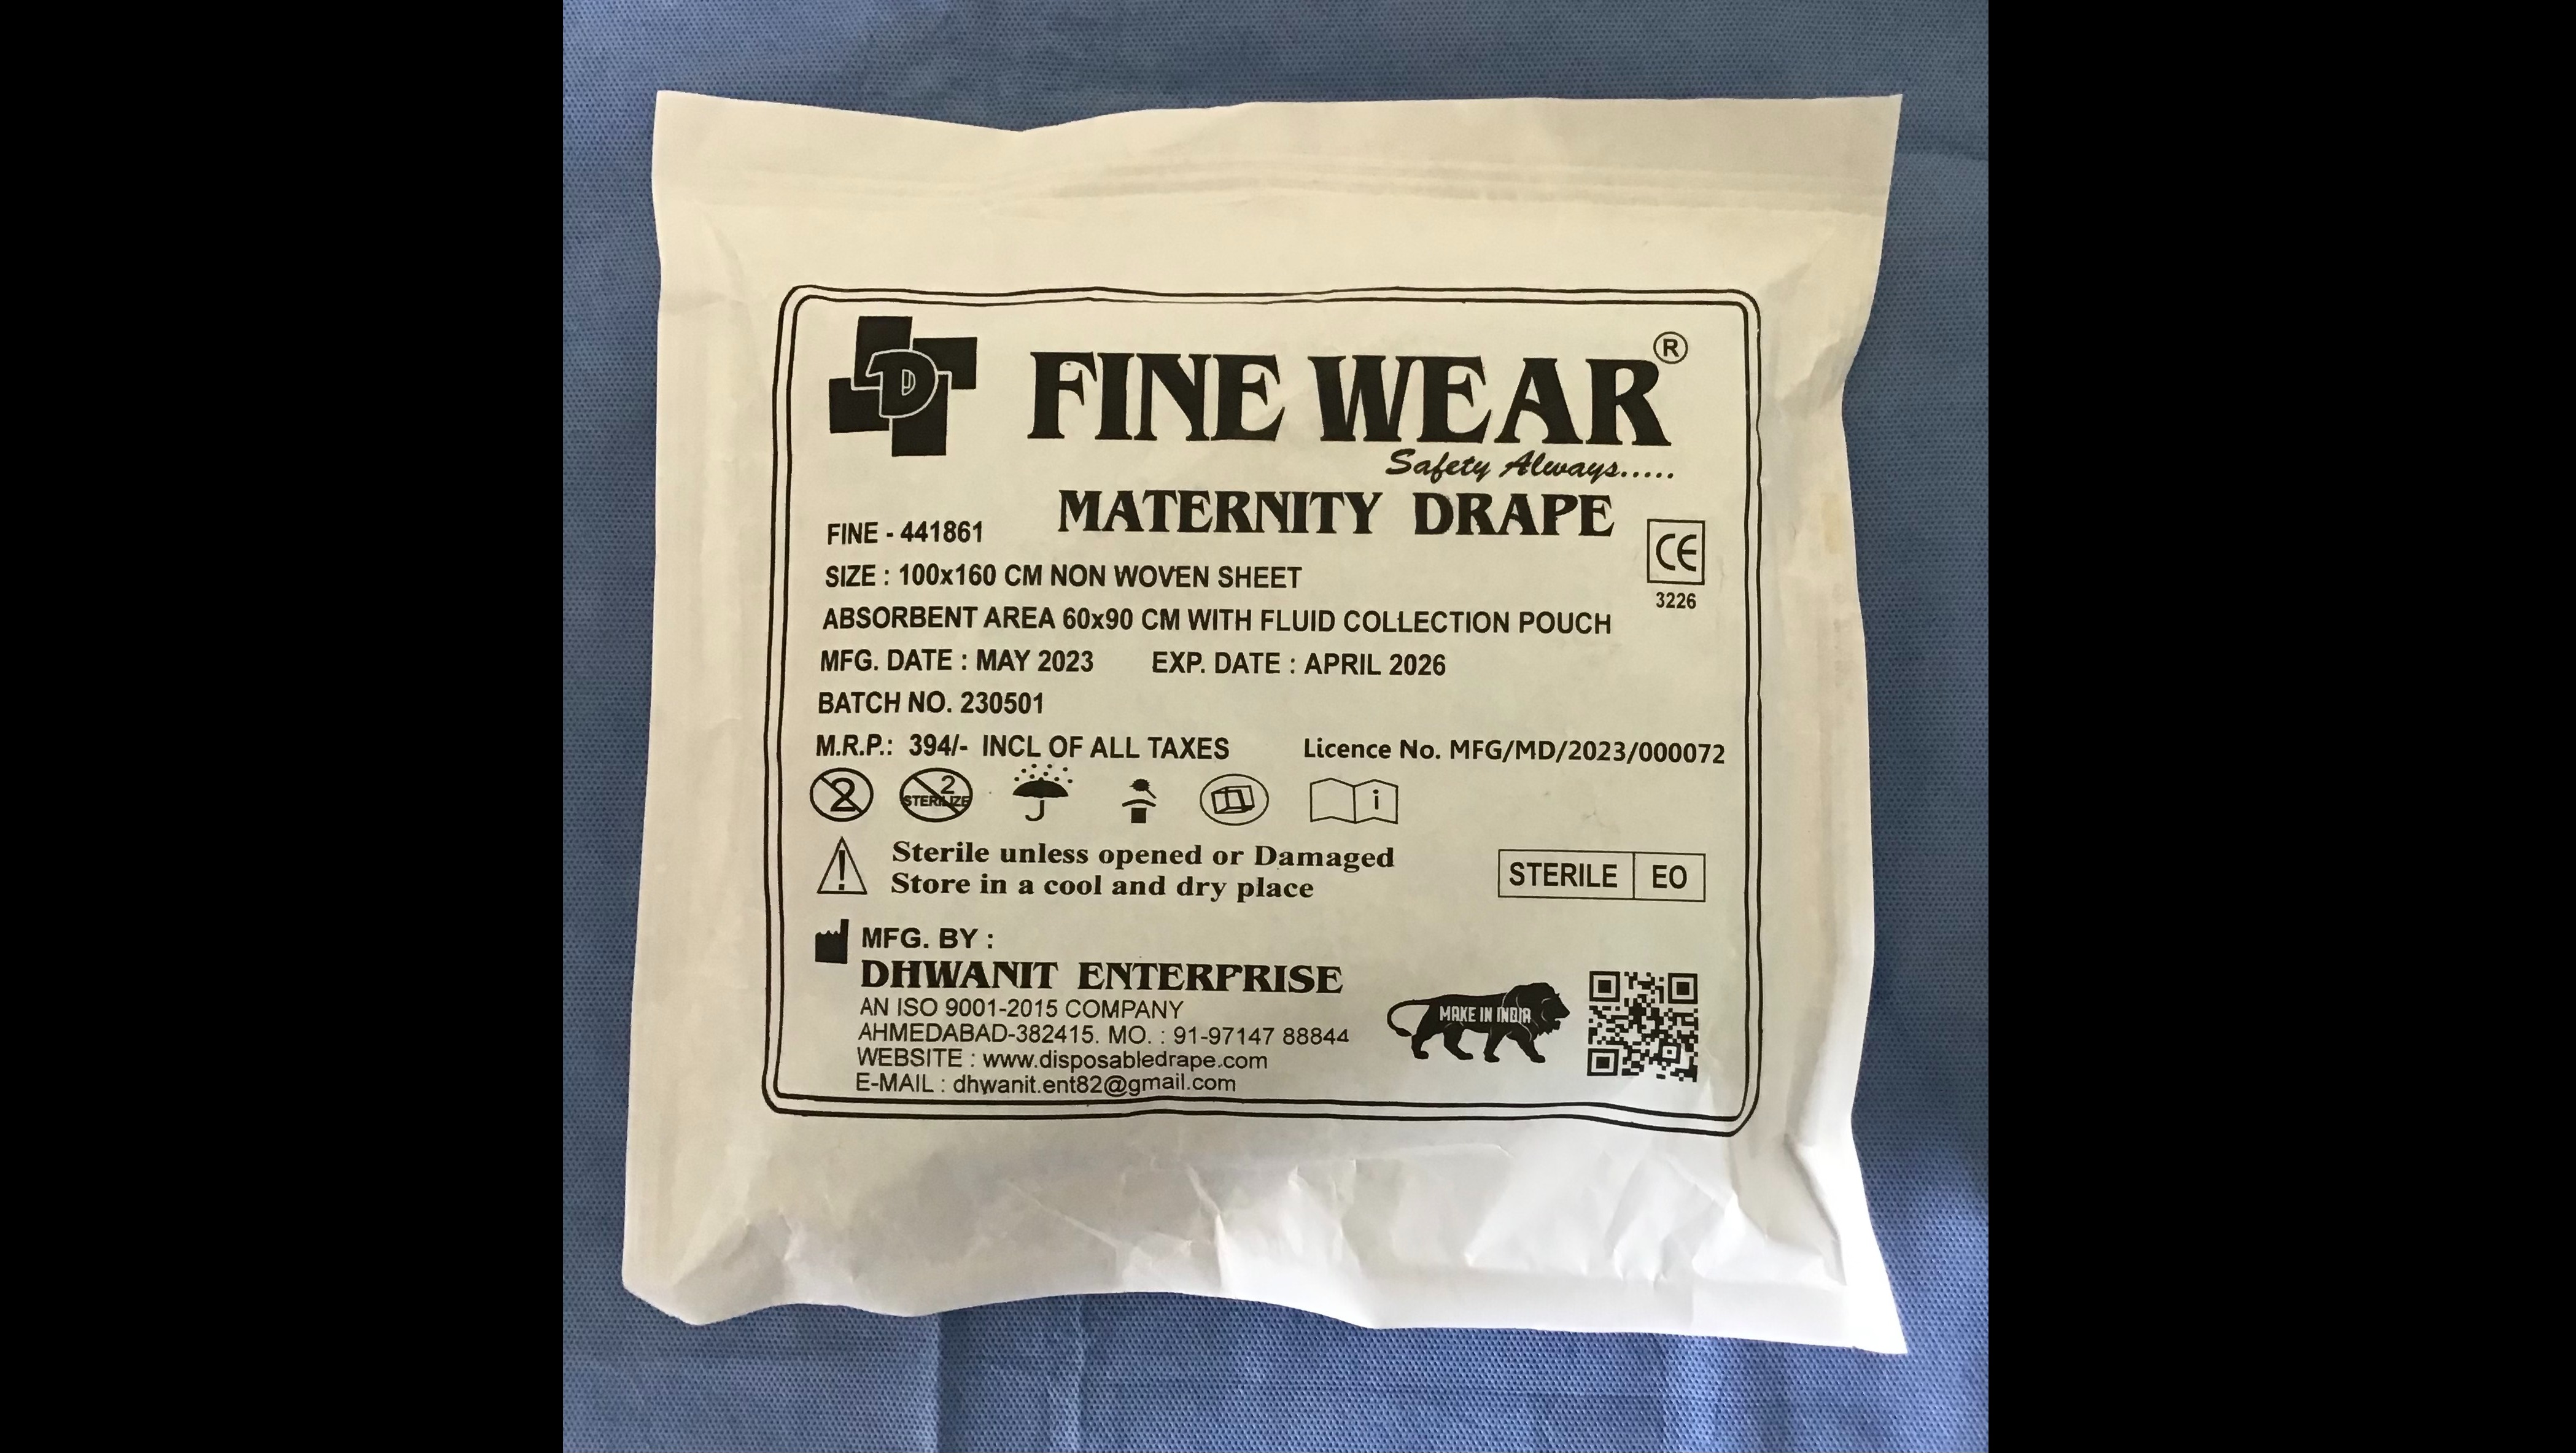 D
FINE WEAR®
Safety Always.....
MATERNITY DRAPE
FINE - 441861
CE
3226
SIZE : 100x160 CM NON WOVEN SHEET
ABSORBENT AREA 60x90 CM WITH FLUID COLLECTION POUCH
MFG. DATE : MAY 2023 EXP. DATE : APRIL 2026
BATCH NO. 230501
M.R.P.: 394/- INCL OF ALL TAXES Licence No. MFG/MD/2023/000072
2 2 STERILIZE i
Sterile unless opened or Damaged
Store in a cool and dry place
STERILE EO
MFG. BY :
DHWANIT ENTERPRISE
AN ISO 9001-2015 COMPANY
AHMEDABAD-382415. MO. : 91-97147 88844
WEBSITE : www.disposabledrape.com
E-MAIL : dhwanit.ent82@gmail.com
MAKE IN INDIA